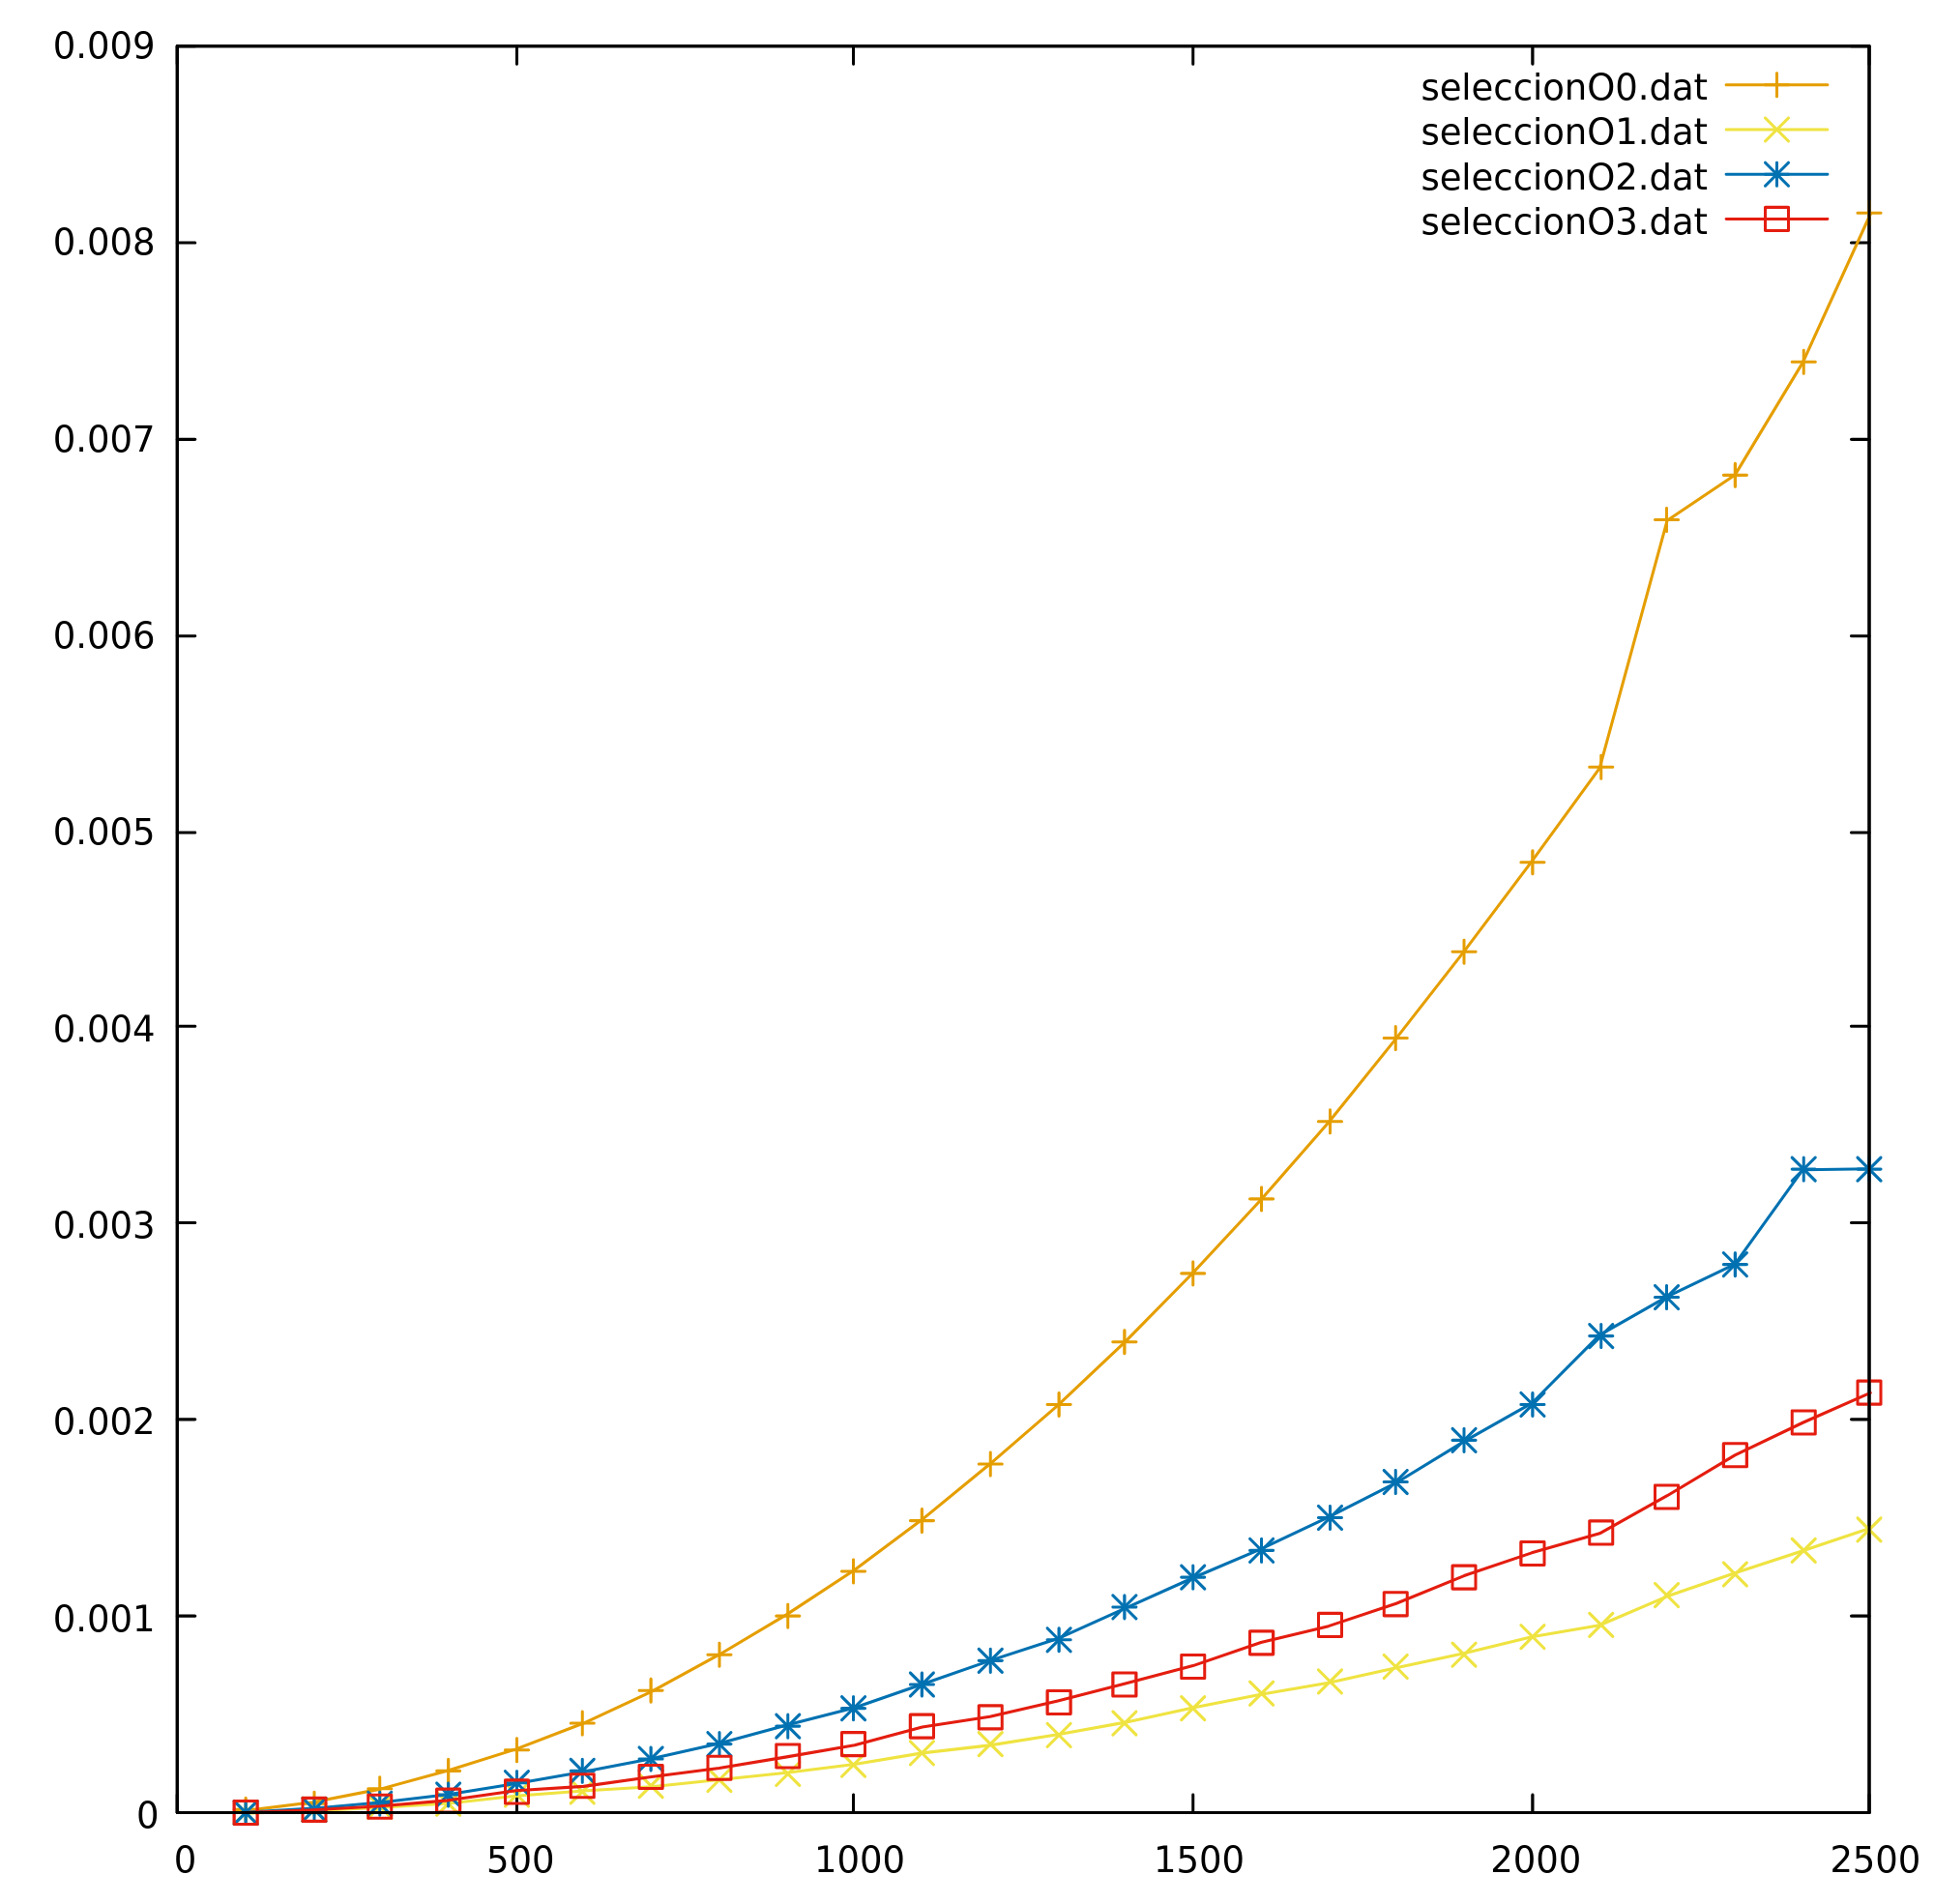 0.009
0.008
0.007
0.006
0.005
0.004
0.003
0.002
0.001
0
0 500 1000 1500 2000 2500
seleccionO0.dat
seleccionO1.dat
seleccionO2.dat
seleccionO3.dat